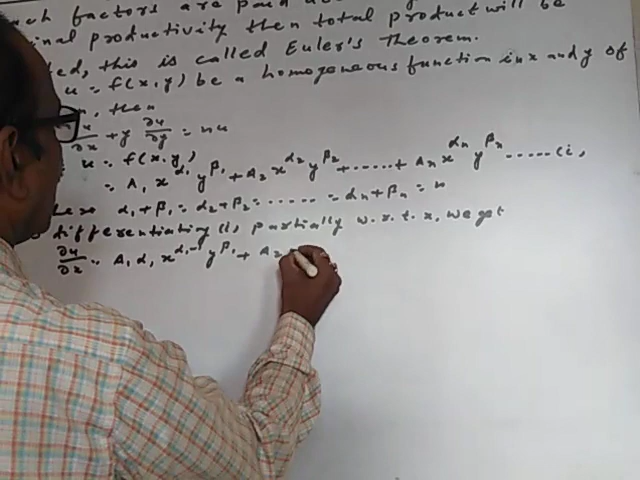 factors are paid
productivity then total product will be
this is called Euler's Theorem.
u = f(x, y) be a homogeneous function in x and y of
n, then
∂u/∂x + y ∂u/∂y = nu
u = f(x, y)
= A₁ x^α₁ y^β₁ + A₂ x^α₂ y^β₂ + ...... + Aₙ x^αₙ y^βₙ ...... (i,
α₁ + β₁ = α₂ + β₂ = ...... = αₙ + βₙ = n
differentiating (i, partially w.r.t. x, we get
∂u/∂x = A₁ α₁ x^α₁-1 y^β₁ + A₂